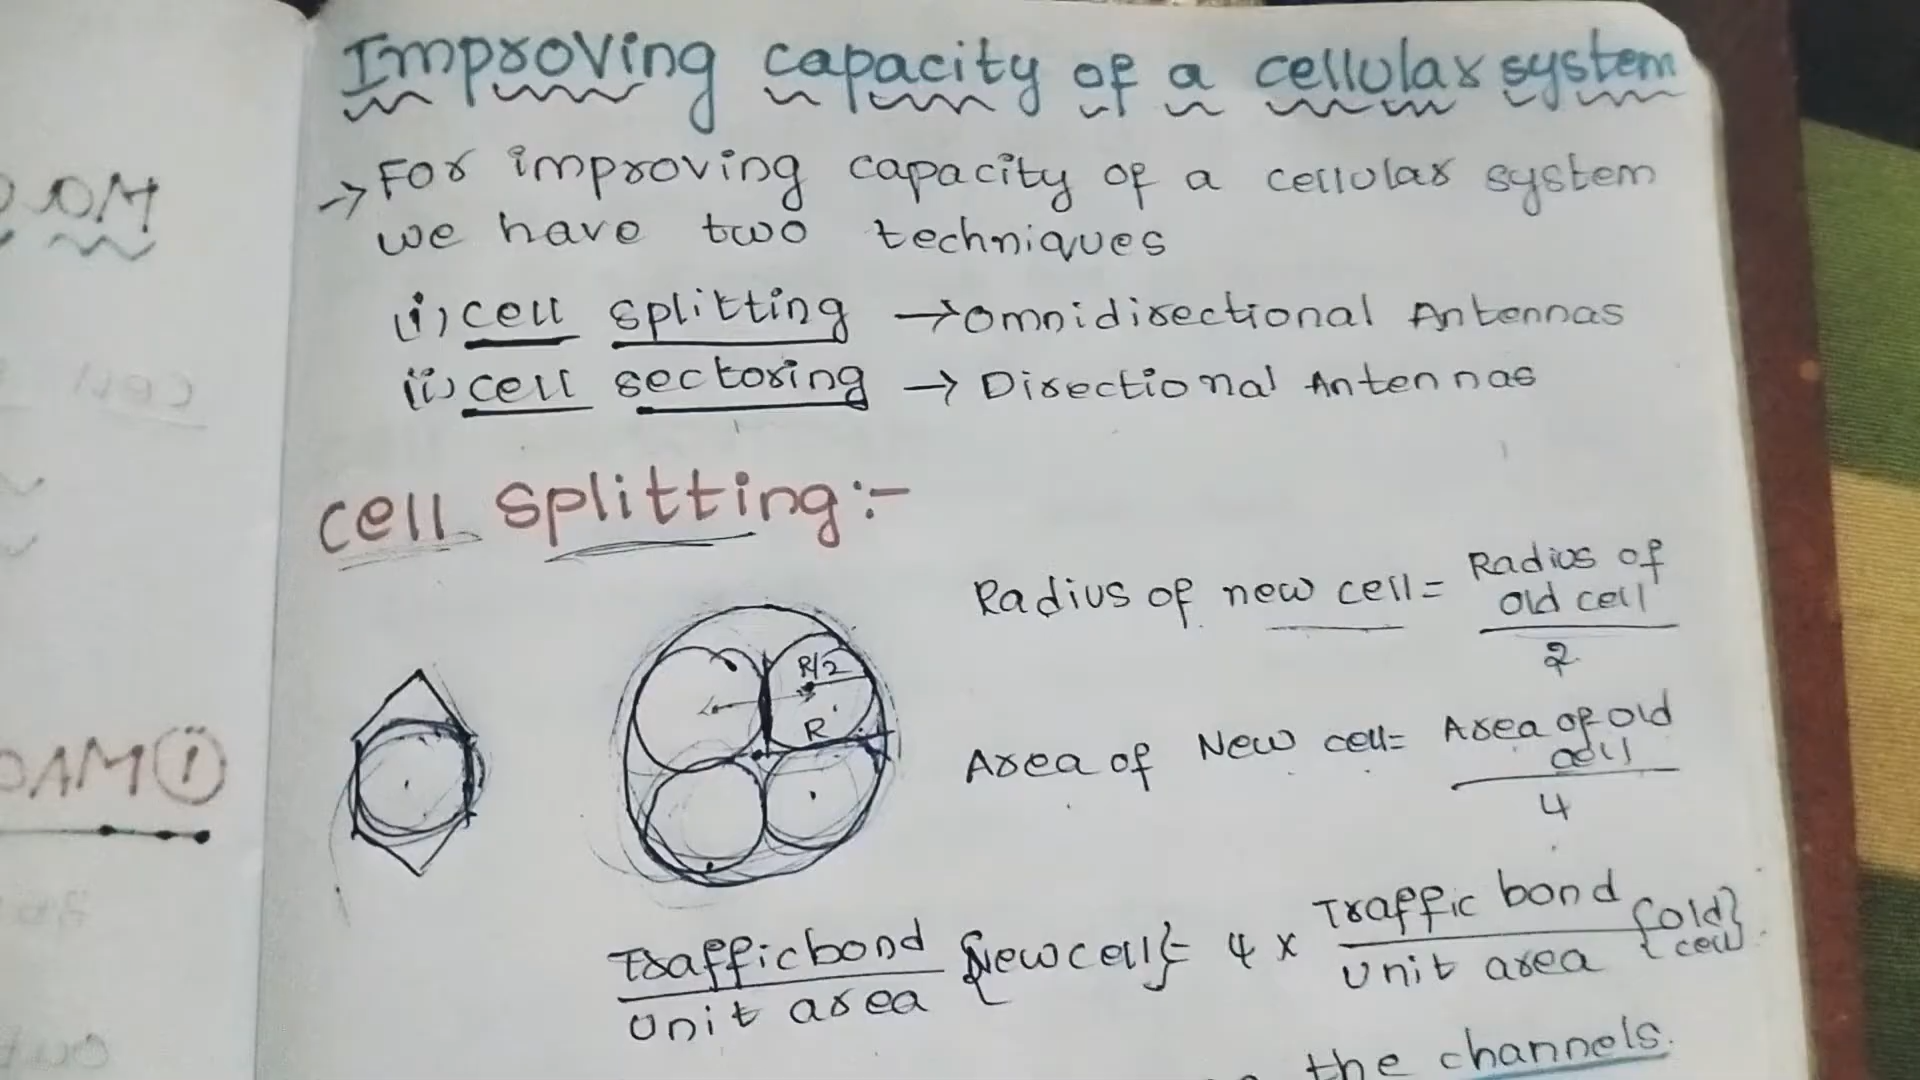 Improving capacity of a cellular system
→ For improving capacity of a cellular system
we have two techniques
(i) cell splitting → Omnidirectional Antennas
(ii) cell sectoring → Directional Antennas
cell splitting:-
Radius of new cell = Radius of
old cell
2
R/2
R
Area of New cell = Area of old
cell
4
Traffic bond
Unit area
{New cell} = 4 x
Traffic bond
Unit area
{old
cell}
the channels.
OM
cell
DAM (i)